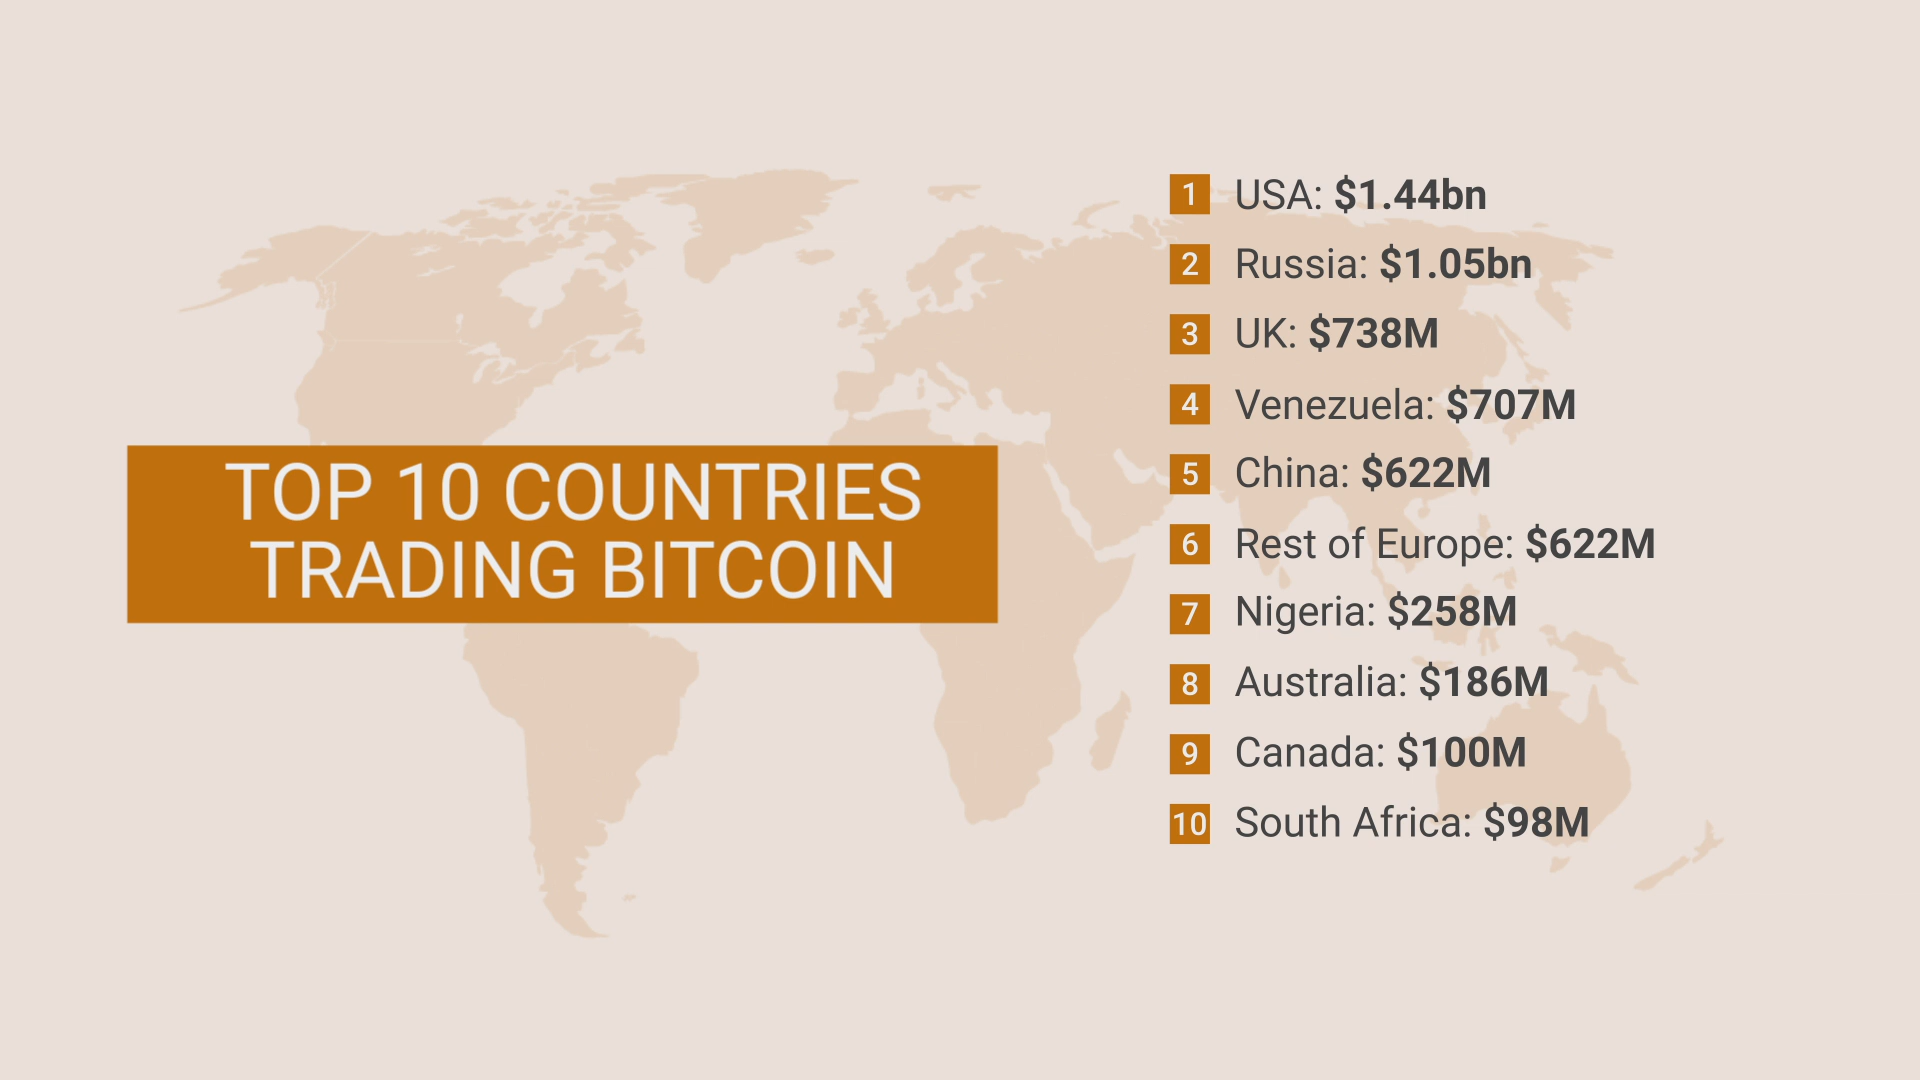 TOP 10 COUNTRIES
TRADING BITCOIN
1 USA: $1.44bn
2 Russia: $1.05bn
3 UK: $738M
4 Venezuela: $707M
5 China: $622M
6 Rest of Europe: $622M
7 Nigeria: $258M
8 Australia: $186M
9 Canada: $100M
10 South Africa: $98M